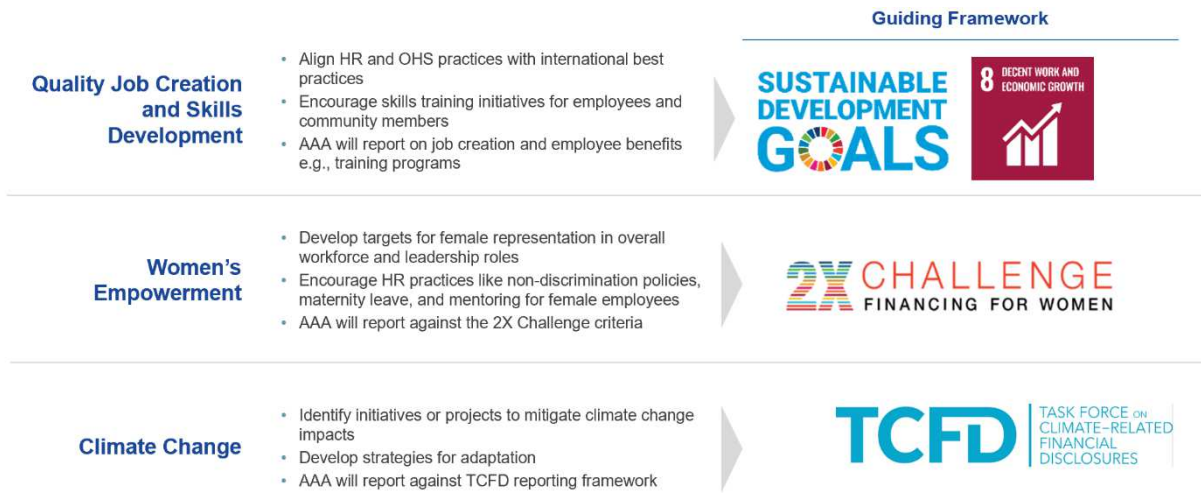 Guiding Framework
Quality Job Creation
and Skills
Development
• Align HR and OHS practices with international best
practices
• Encourage skills training initiatives for employees and
community members
• AAA will report on job creation and employee benefits
e.g., training programs
SUSTAINABLE
DEVELOPMENT
GOALS
8 DECENT WORK AND
ECONOMIC GROWTH
Women's
Empowerment
• Develop targets for female representation in overall
workforce and leadership roles
• Encourage HR practices like non-discrimination policies,
maternity leave, and mentoring for female employees
• AAA will report against the 2X Challenge criteria
2X CHALLENGE
FINANCING FOR WOMEN
Climate Change
• Identify initiatives or projects to mitigate climate change
impacts
• Develop strategies for adaptation
• AAA will report against TCFD reporting framework
TCFD
TASK FORCE ON
CLIMATE-RELATED
FINANCIAL
DISCLOSURES